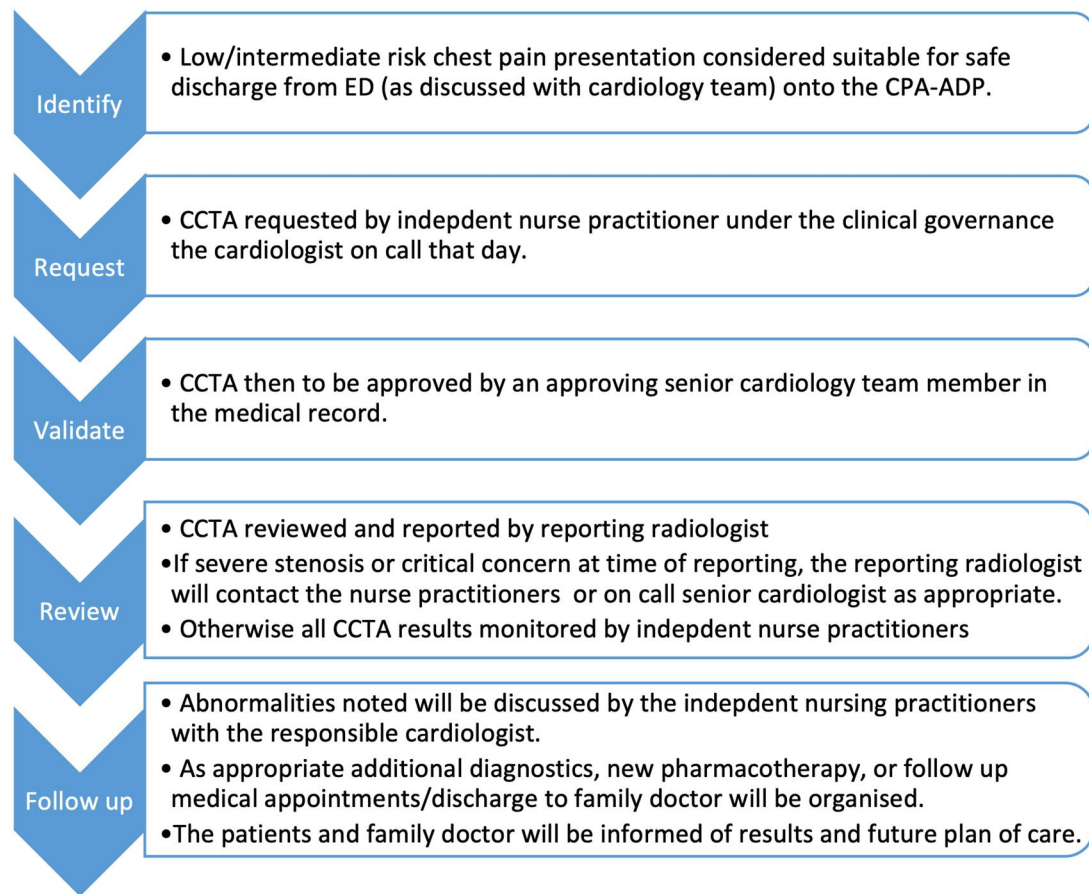 Identify
• Low/intermediate risk chest pain presentation considered suitable for safe
discharge from ED (as discussed with cardiology team) onto the CPA-ADP.
Request
• CCTA requested by indepdent nurse practitioner under the clinical governance
the cardiologist on call that day.
Validate
• CCTA then to be approved by an approving senior cardiology team member in
the medical record.
Review
• CCTA reviewed and reported by reporting radiologist
•If severe stenosis or critical concern at time of reporting, the reporting radiologist
will contact the nurse practitioners or on call senior cardiologist as appropriate.
• Otherwise all CCTA results monitored by indepdent nurse practitioners
Follow up
• Abnormalities noted will be discussed by the indepdent nursing practitioners
with the responsible cardiologist.
• As appropriate additional diagnostics, new pharmacotherapy, or follow up
medical appointments/discharge to family doctor will be organised.
•The patients and family doctor will be informed of results and future plan of care.